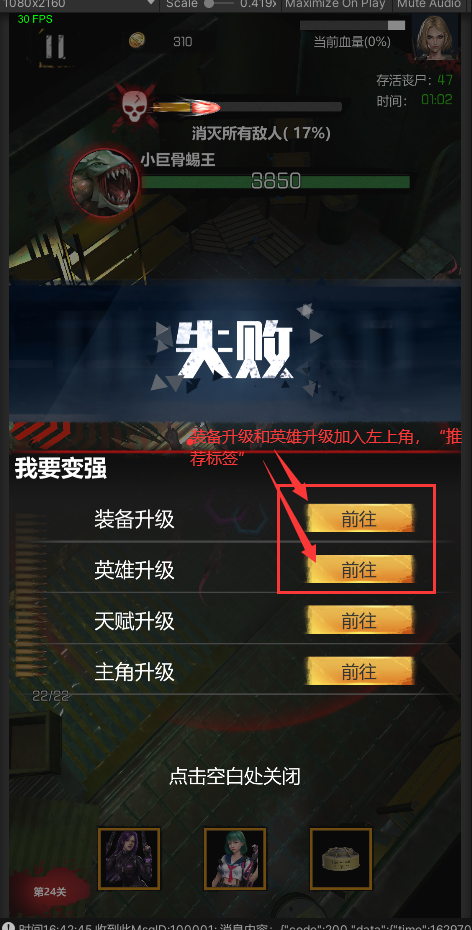 1080x2160
Scale
0.419x
Maximize On Play
Mute Audio
30 FPS
310
当前血量(0%)
存活丧尸：47
时间：01:02
消灭所有敌人( 17%)
小巨骨蜴王
3850
失败
装备升级和英雄升级加入左上角，“推
荐标签”
我要变强
装备升级 前往
英雄升级 前往
天赋升级 前往
主角升级 前往
22/22
点击空白处关闭
第24关
时间16:42:45 收到此MsgID:100001; 消息内容：{"code":200,"data":{"time":162970